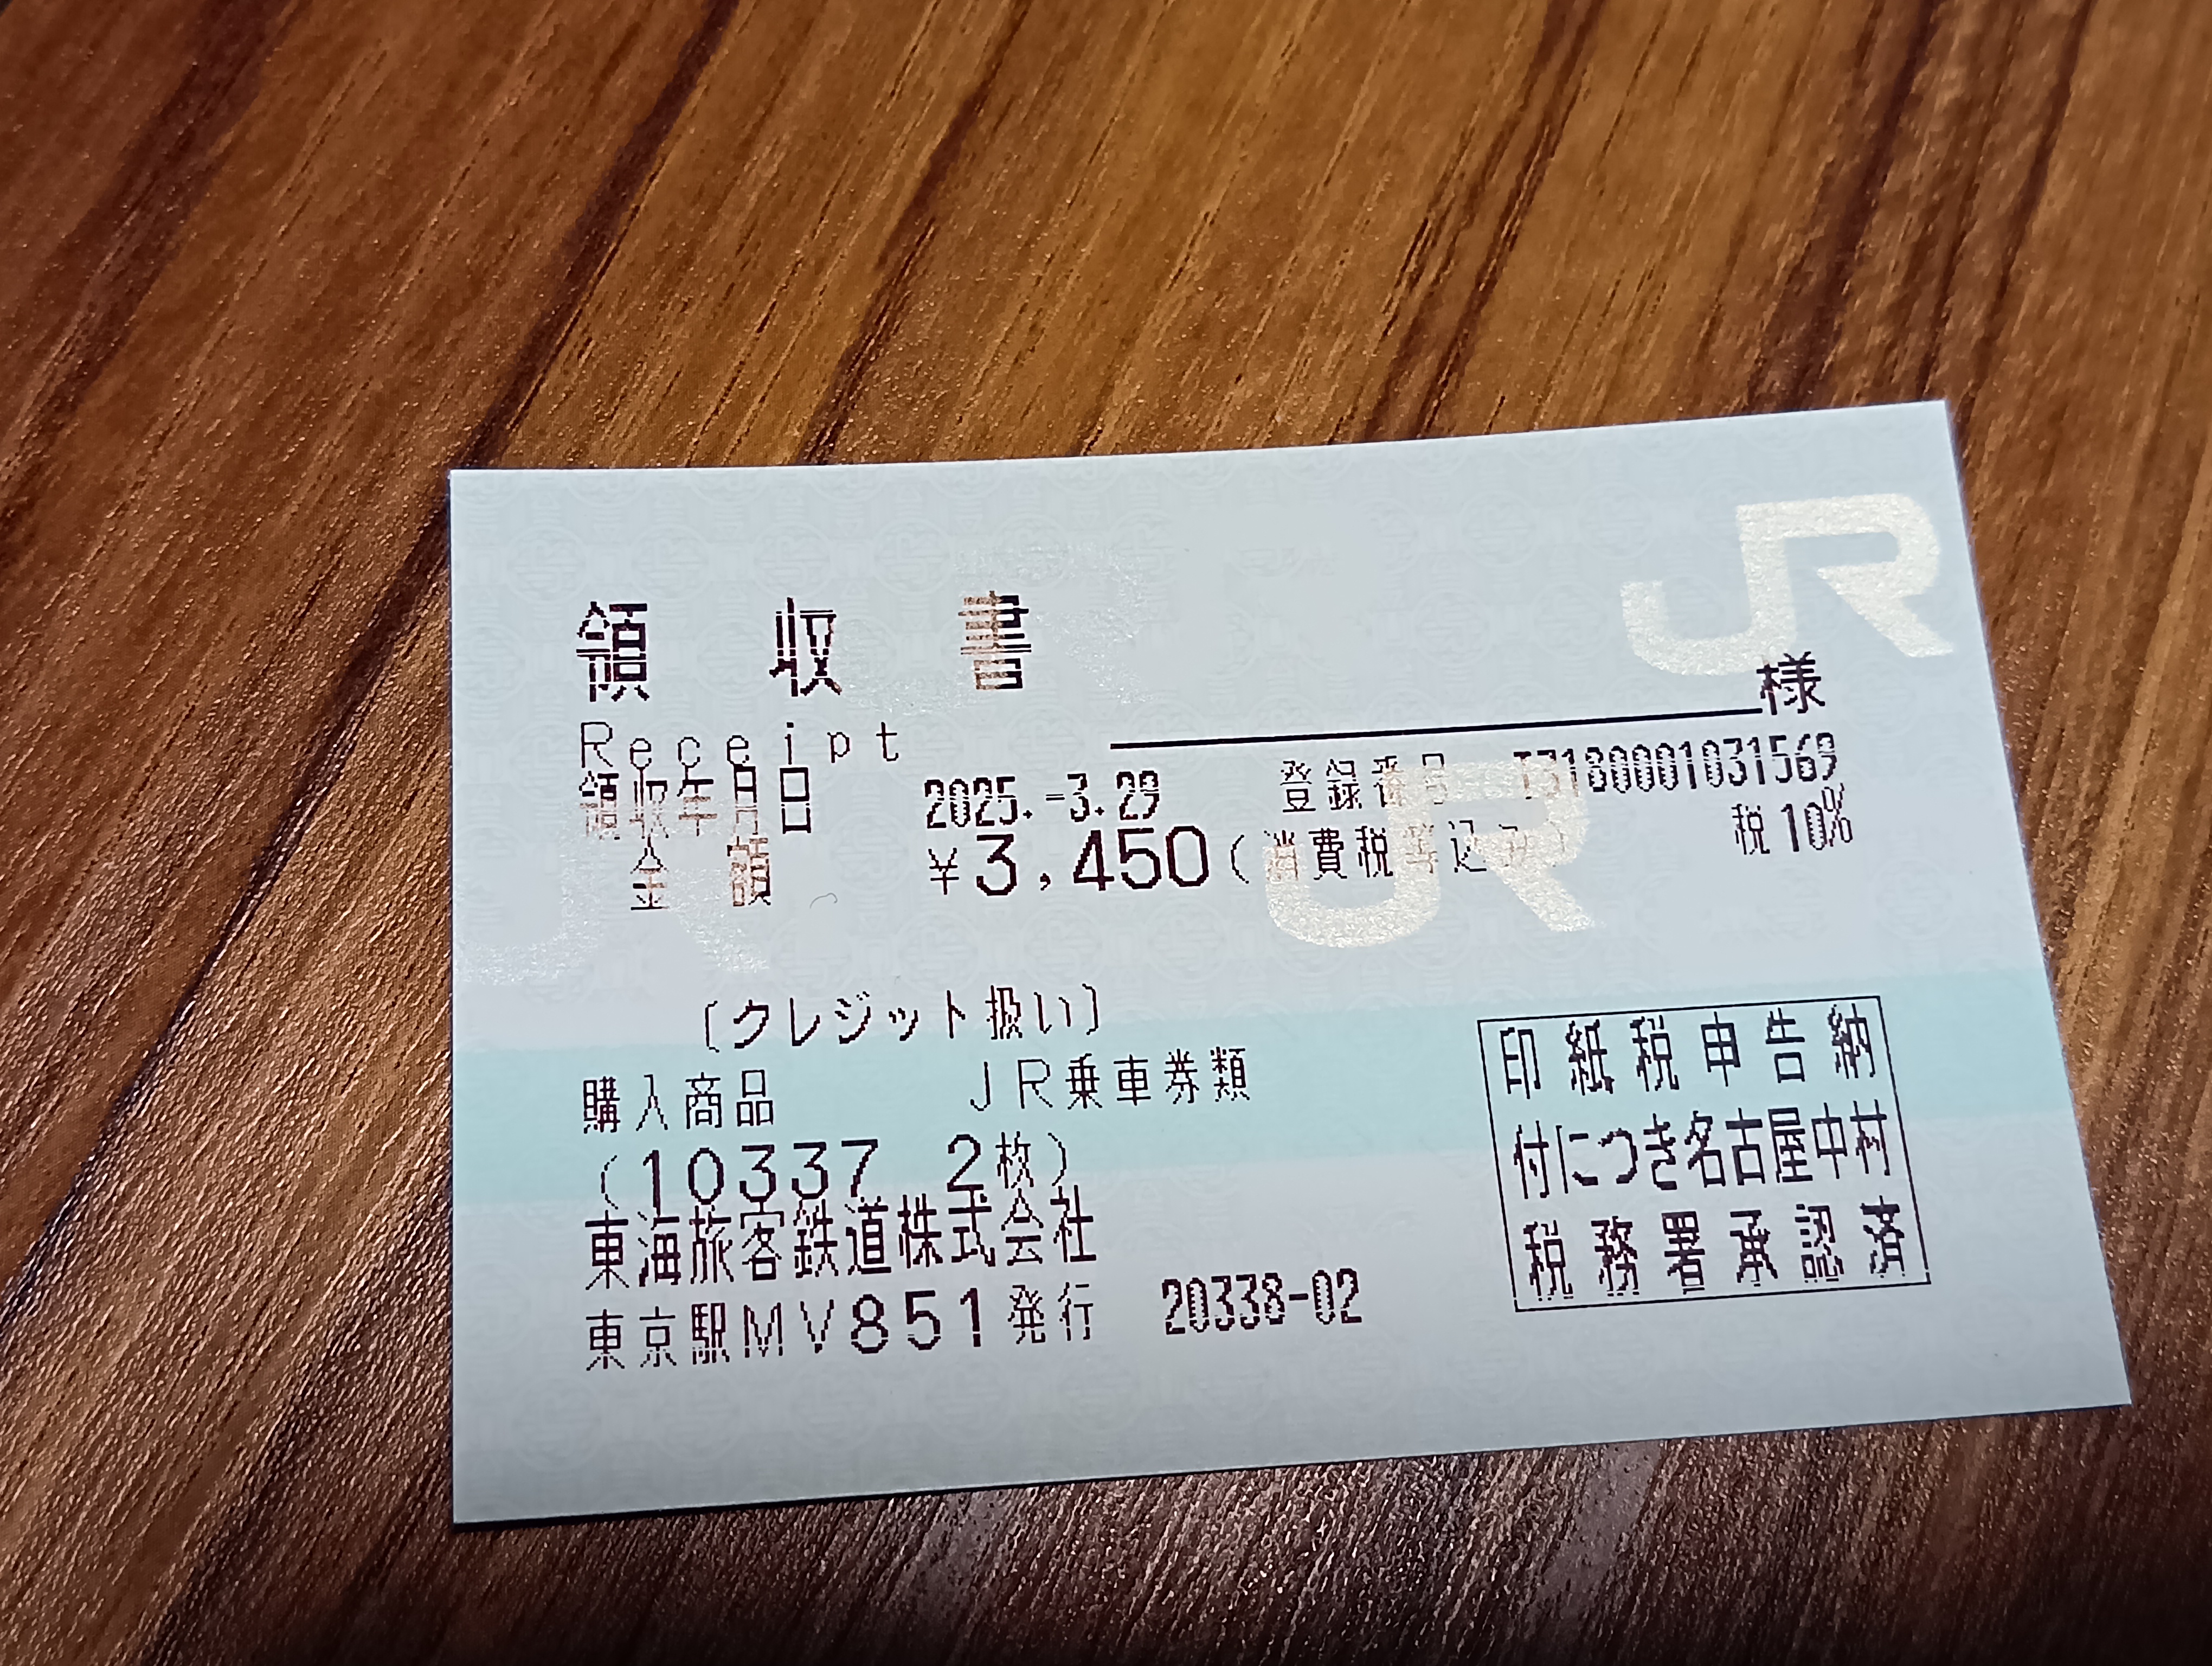 JR
領収書
様
Receipt
領収年月日 2025.-3.29 登録番号 T3180001031569
金額 ¥3,450(消費税等込み) 税10%
JR
(クレジット扱い)
購入商品 JR乗車券類
(10337 2枚)
東海旅客鉄道株式会社
東京駅MV851発行 20338-02
印紙税申告納
付につき名古屋中村
税務署承認済